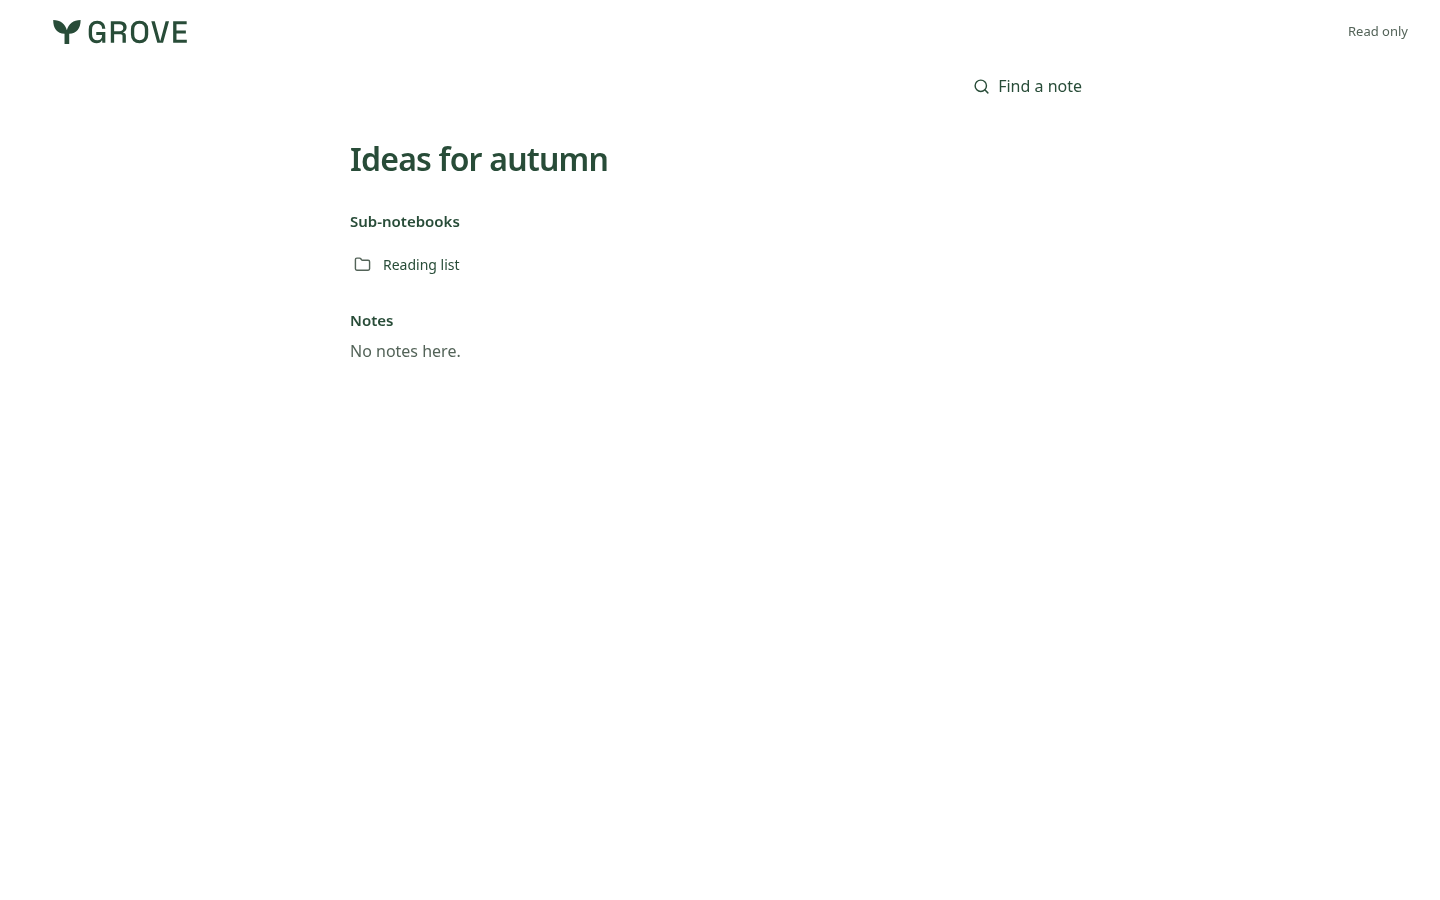 GROVE
Read only
Find a note
Ideas for autumn
Sub-notebooks
Reading list
Notes
No notes here.